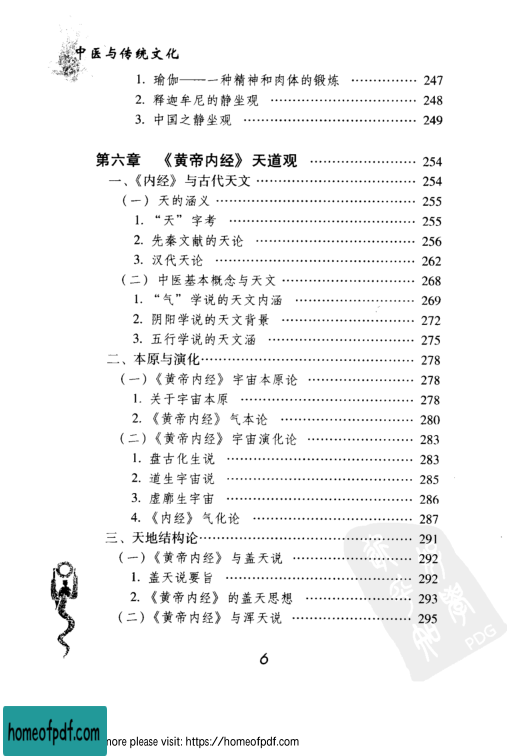 中医与传统文化
1. 瑜伽——一种精神和肉体的锻炼 ……………… 247
2. 释迦牟尼的静坐观 ……………… 248
3. 中国之静坐观 ……………… 249
第六章 《黄帝内经》天道观 ……………… 254
一、《内经》与古代天文 ……………… 254
(一) 天的涵义 ……………… 255
1. “天”字考 ……………… 255
2. 先秦文献的天论 ……………… 256
3. 汉代天论 ……………… 262
(二) 中医基本概念与天文 ……………… 268
1. “气”学说的天文内涵 ……………… 269
2. 阴阳学说的天文背景 ……………… 272
3. 五行学说的天文涵 ……………… 275
二、本原与演化 ……………… 278
(一)《黄帝内经》宇宙本原论 ……………… 278
1. 关于宇宙本原 ……………… 278
2. 《黄帝内经》气本论 ……………… 280
(二)《黄帝内经》宇宙演化论 ……………… 283
1. 盘古化生说 ……………… 283
2. 道生宇宙说 ……………… 285
3. 虚廓生宇宙 ……………… 286
4. 《内经》气化论 ……………… 287
三、天地结构论 ……………… 291
(一)《黄帝内经》与盖天说 ……………… 292
1. 盖天说要旨 ……………… 292
2. 《黄帝内经》的盖天思想 ……………… 293
(二)《黄帝内经》与浑天说 ……………… 295
PDG
6
homeofpdf.com
more please visit: https://homeofpdf.com